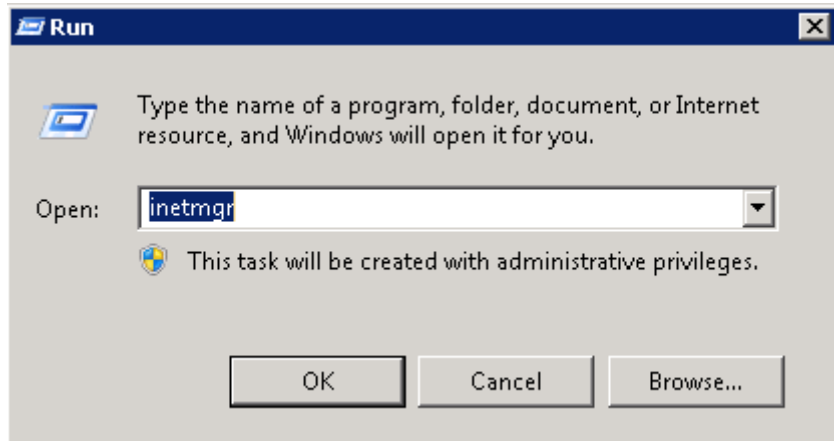 Run
Type the name of a program, folder, document, or Internet
resource, and Windows will open it for you.
Open: inetmgr
This task will be created with administrative privileges.
OK Cancel Browse...